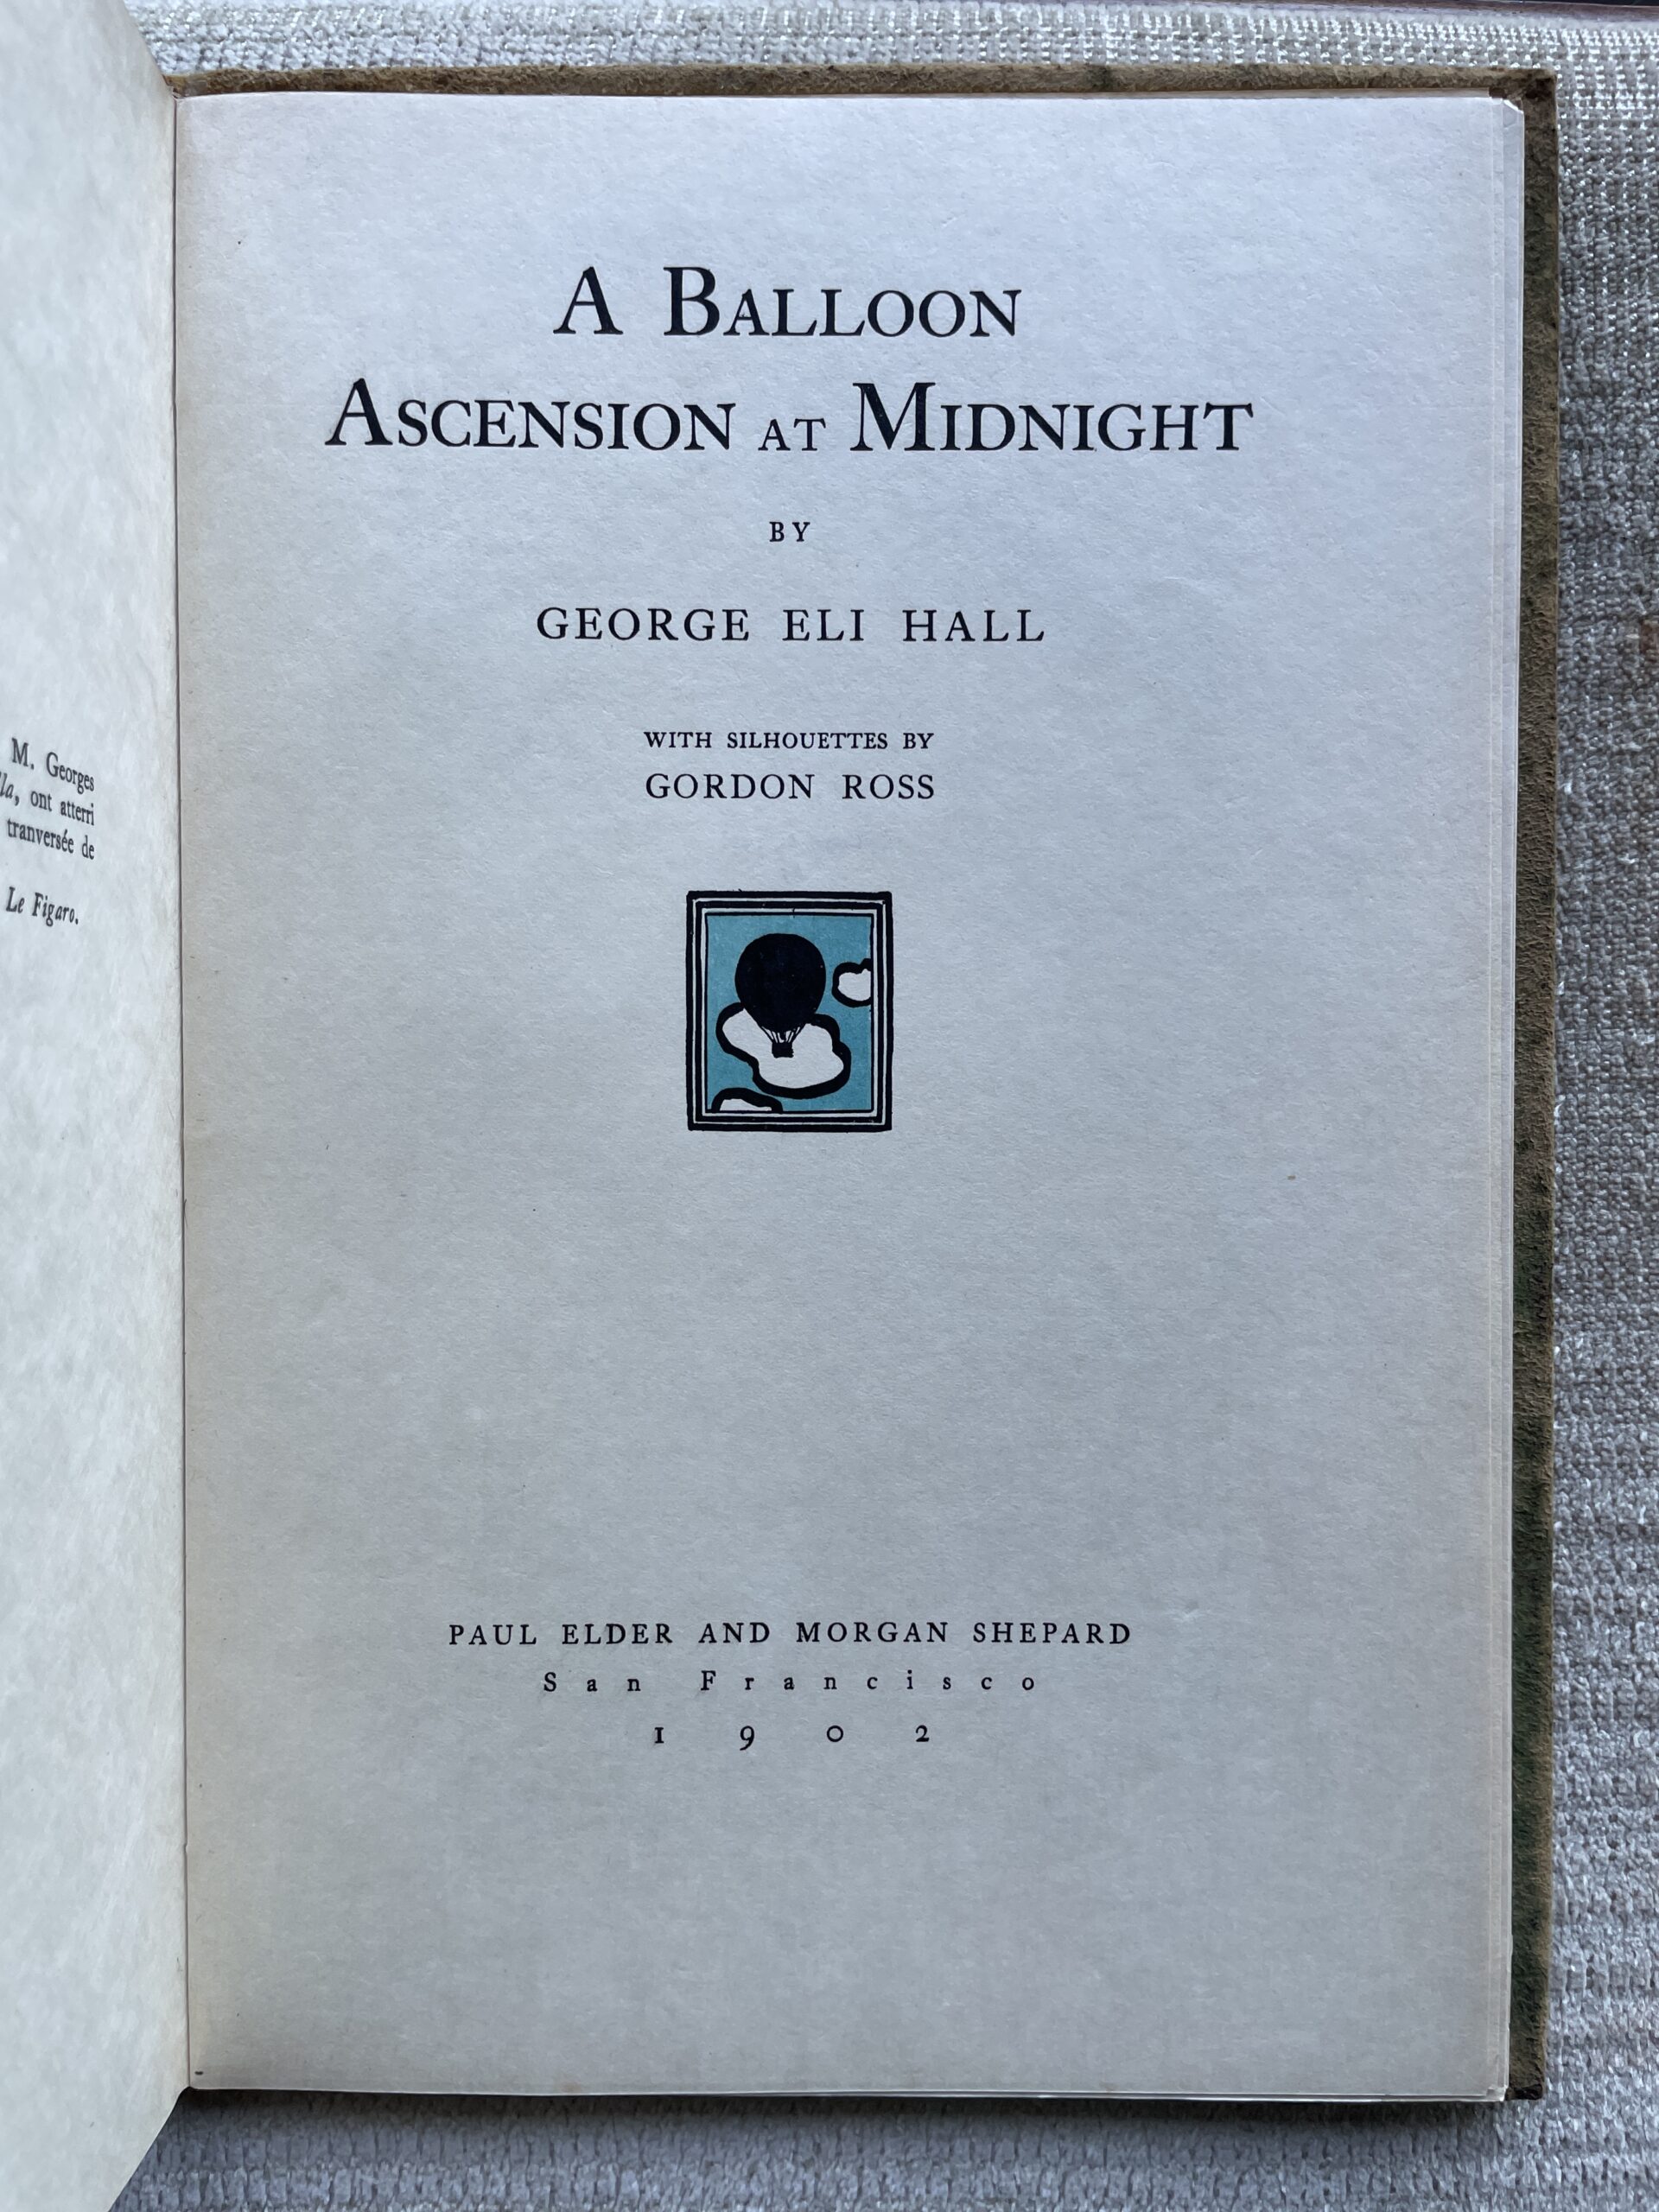 M. Georges
lla, ont atterri
tranversée de
Le Figaro.
A BALLOON
ASCENSION AT MIDNIGHT
BY
GEORGE ELI HALL
WITH SILHOUETTES BY
GORDON ROSS
PAUL ELDER AND MORGAN SHEPARD
San Francisco
1902